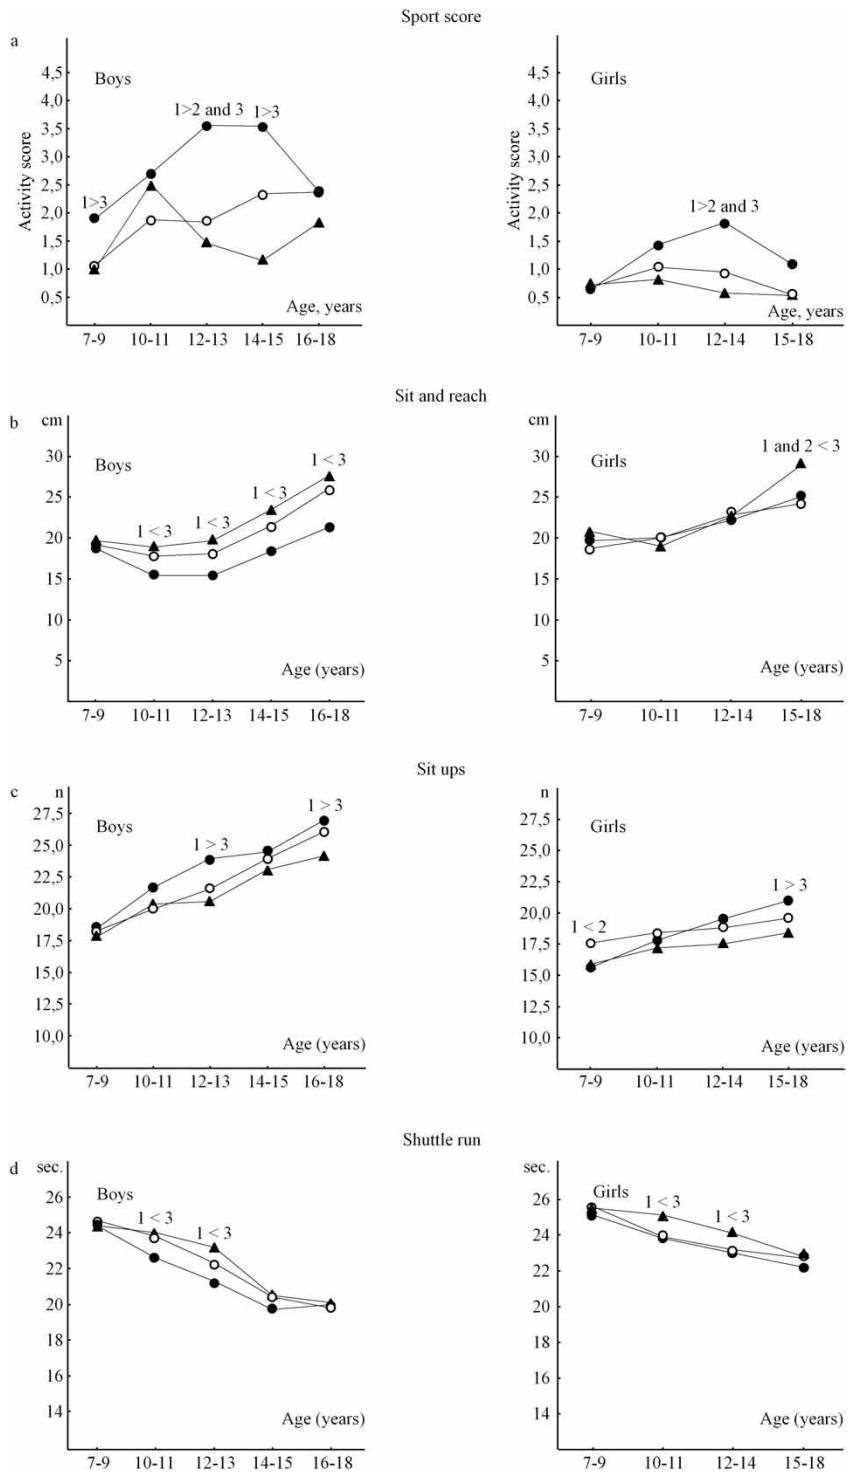 Sport score
a
Boys
4,5
4,0
3,5
3,0
2,5
2,0
1,5
1,0
0,5
Activity score
1>3
1>2 and 3
1>3
Age, years
7-9 10-11 12-13 14-15 16-18
Girls
4,5
4,0
3,5
3,0
2,5
2,0
1,5
1,0
0,5
Activity score
1>2 and 3
Age, years
7-9 10-11 12-14 15-18
Sit and reach
b
cm
Boys
30
25
20
15
10
5
1 < 3
1 < 3
1 < 3
1 < 3
Age (years)
7-9 10-11 12-13 14-15 16-18
cm
Girls
30
25
20
15
10
5
1 and 2 < 3
Age (years)
7-9 10-11 12-14 15-18
Sit ups
c
n
Boys
27,5
25,0
22,5
20,0
17,5
15,0
12,5
10,0
1 > 3
1 > 3
Age (years)
7-9 10-11 12-13 14-15 16-18
n
Girls
27,5
25,0
22,5
20,0
17,5
15,0
12,5
10,0
1 < 2
1 > 3
Age (years)
7-9 10-11 12-14 15-18
Shuttle run
d
sec.
Boys
26
24
22
20
18
16
14
1 < 3
1 < 3
Age (years)
7-9 10-11 12-13 14-15 16-18
sec.
Girls
26
24
22
20
18
16
14
1 < 3
1 < 3
Age (years)
7-9 10-11 12-14 15-18